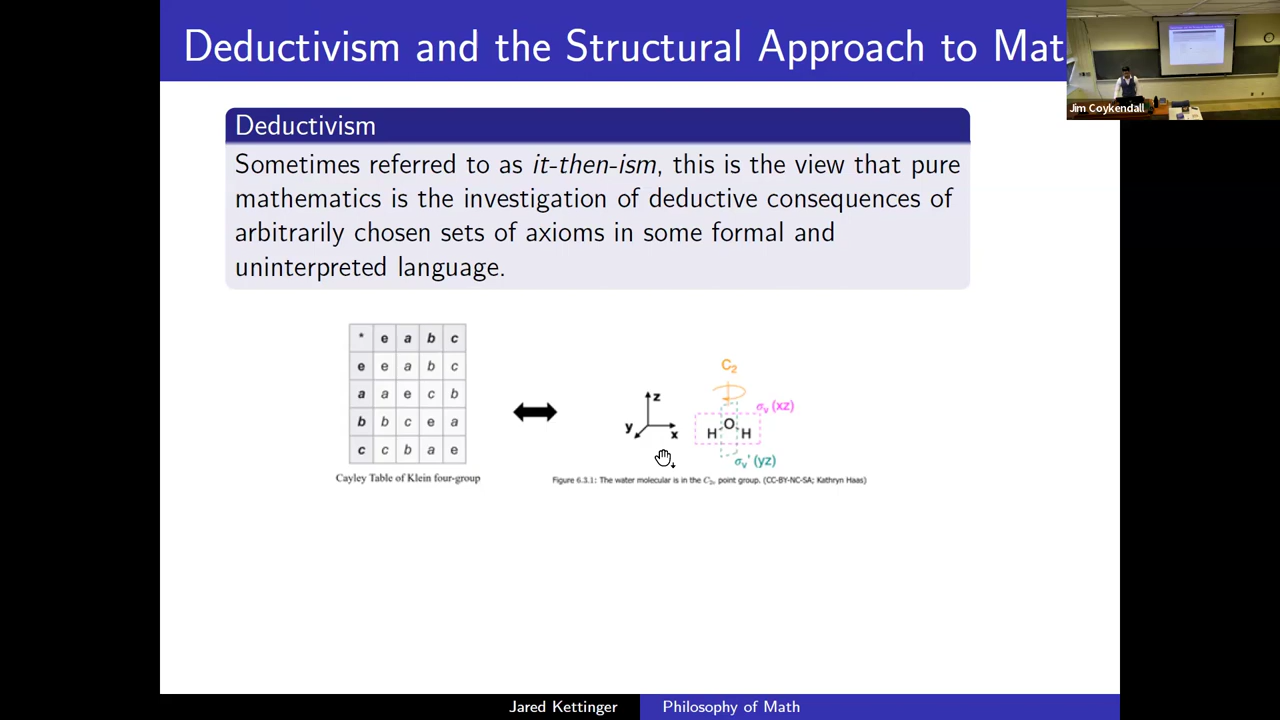 Deductivism and the Structural Approach to Mat
Jim Coykendall
Deductivism
Sometimes referred to as it-then-ism, this is the view that pure
mathematics is the investigation of deductive consequences of
arbitrarily chosen sets of axioms in some formal and
uninterpreted language.
* e a b c
e e a b c
a a e c b
b b c e a
c c b a e
Cayley Table of Klein four-group
z
y
x
C2
σv (xz)
O
H H
σv' (yz)
Figure 6.3.1: The water molecular is in the C2v point group. (CC-BY-NC-SA; Kathryn Haas)
Jared Kettinger
Philosophy of Math